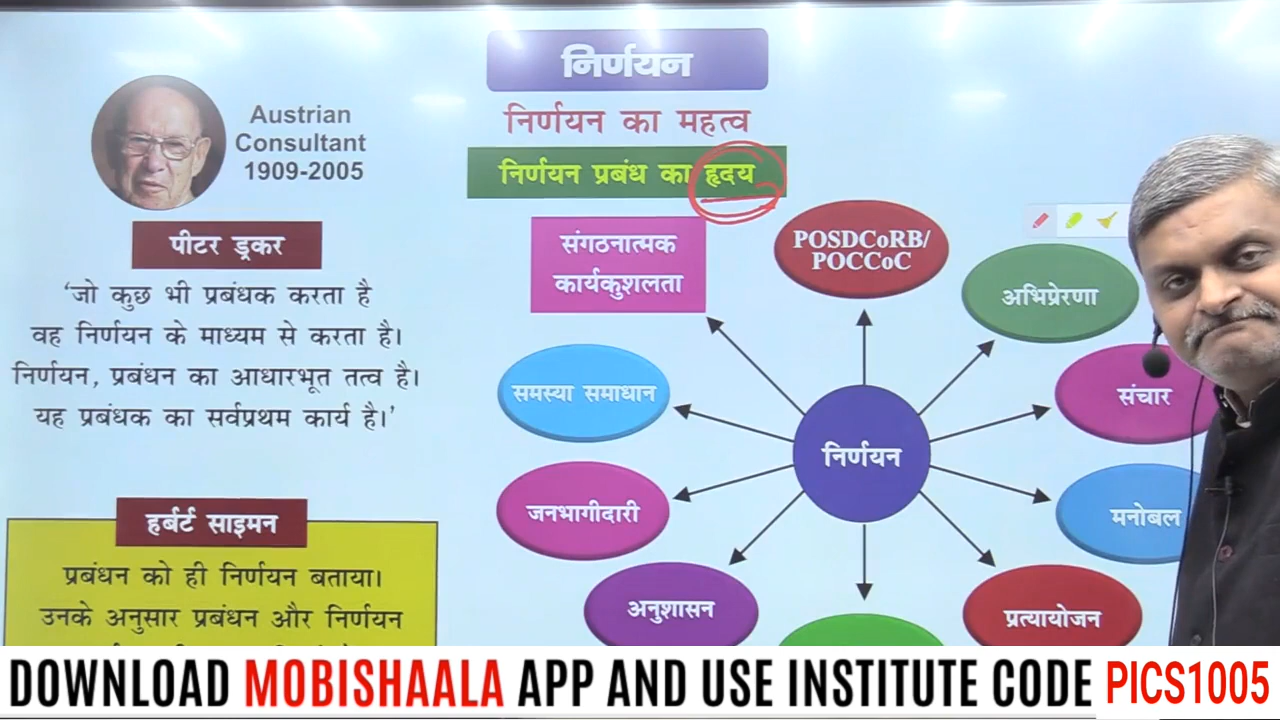 निर्णयन
निर्णयन का महत्व
निर्णयन प्रबंध का हृदय
Austrian
Consultant
1909-2005
पीटर ड्रकर
‘जो कुछ भी प्रबंधक करता है
वह निर्णयन के माध्यम से करता है।
निर्णयन, प्रबंधन का आधारभूत तत्व है।
यह प्रबंधक का सर्वप्रथम कार्य है।’
हर्बर्ट साइमन
प्रबंधन को ही निर्णयन बताया।
उनके अनुसार प्रबंधन और निर्णयन
संगठनात्मक
कार्यकुशलता
POSDCoRB/
POCCoC
अभिप्रेरणा
समस्या समाधान
संचार
निर्णयन
जनभागीदारी
मनोबल
अनुशासन
प्रत्यायोजन
DOWNLOAD MOBISHAALA APP AND USE INSTITUTE CODE PICS1005